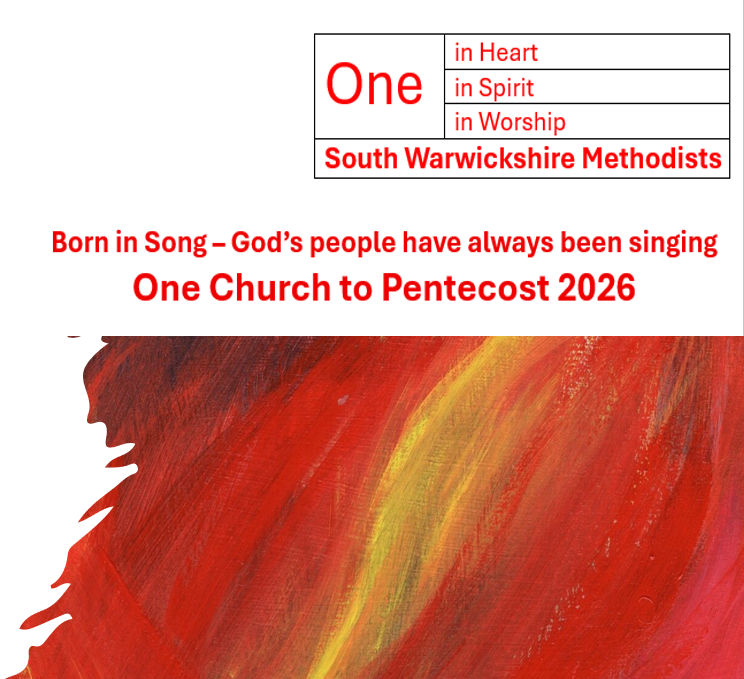 One
in Heart
in Spirit
in Worship
South Warwickshire Methodists
Born in Song – God’s people have always been singing
One Church to Pentecost 2026